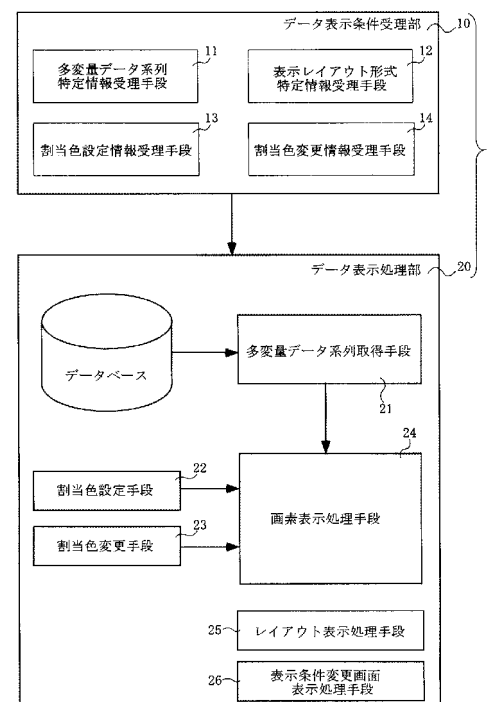 データ表示条件受理部 10
11
多変量データ系列
特定情報受理手段
12
表示レイアウト形式
特定情報受理手段
13
割当色設定情報受理手段
14
割当色変更情報受理手段
データ表示処理部 20
データベース
多変量データ系列取得手段
21
24
画素表示処理手段
22
割当色設定手段
23
割当色変更手段
25 レイアウト表示処理手段
26 表示条件変更画面
表示処理手段